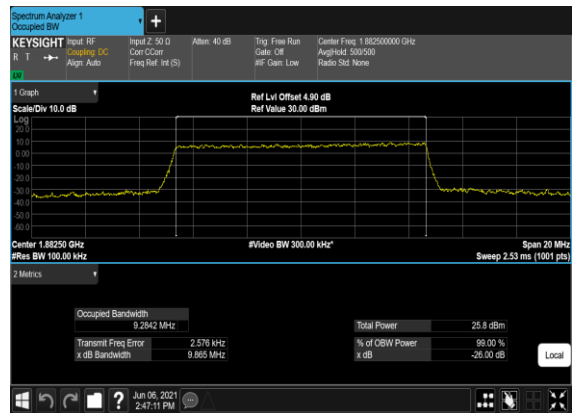 Spectrum Analyzer 1
Occupied BW
+
KEYSIGHT
R T
LW
Input: RF
Coupling: DC
Align: Auto
Input Z: 50 Ω
Corr CCorr
Freq Ref: Int (S)
Atten: 40 dB
Trig: Free Run
Gate: Off
#IF Gain: Low
Center Freq: 1.882500000 GHz
Avg|Hold: 500/500
Radio Std: None
1 Graph
Scale/Div 10.0 dB
Ref Lvl Offset 4.90 dB
Ref Value 30.00 dBm
Log
20.0
10.0
0.00
-10.0
-20.0
-30.0
-40.0
-50.0
-60.0
Center 1.88250 GHz
#Res BW 100.00 kHz
#Video BW 300.00 kHz*
Span 20 MHz
Sweep 2.53 ms (1001 pts)
2 Metrics
Occupied Bandwidth
9.2842 MHz
Total Power 25.8 dBm
Transmit Freq Error 2.576 kHz
x dB Bandwidth 9.865 MHz
% of OBW Power 99.00 %
x dB -26.00 dB
Local
?
Jun 06, 2021
2:47:11 PM